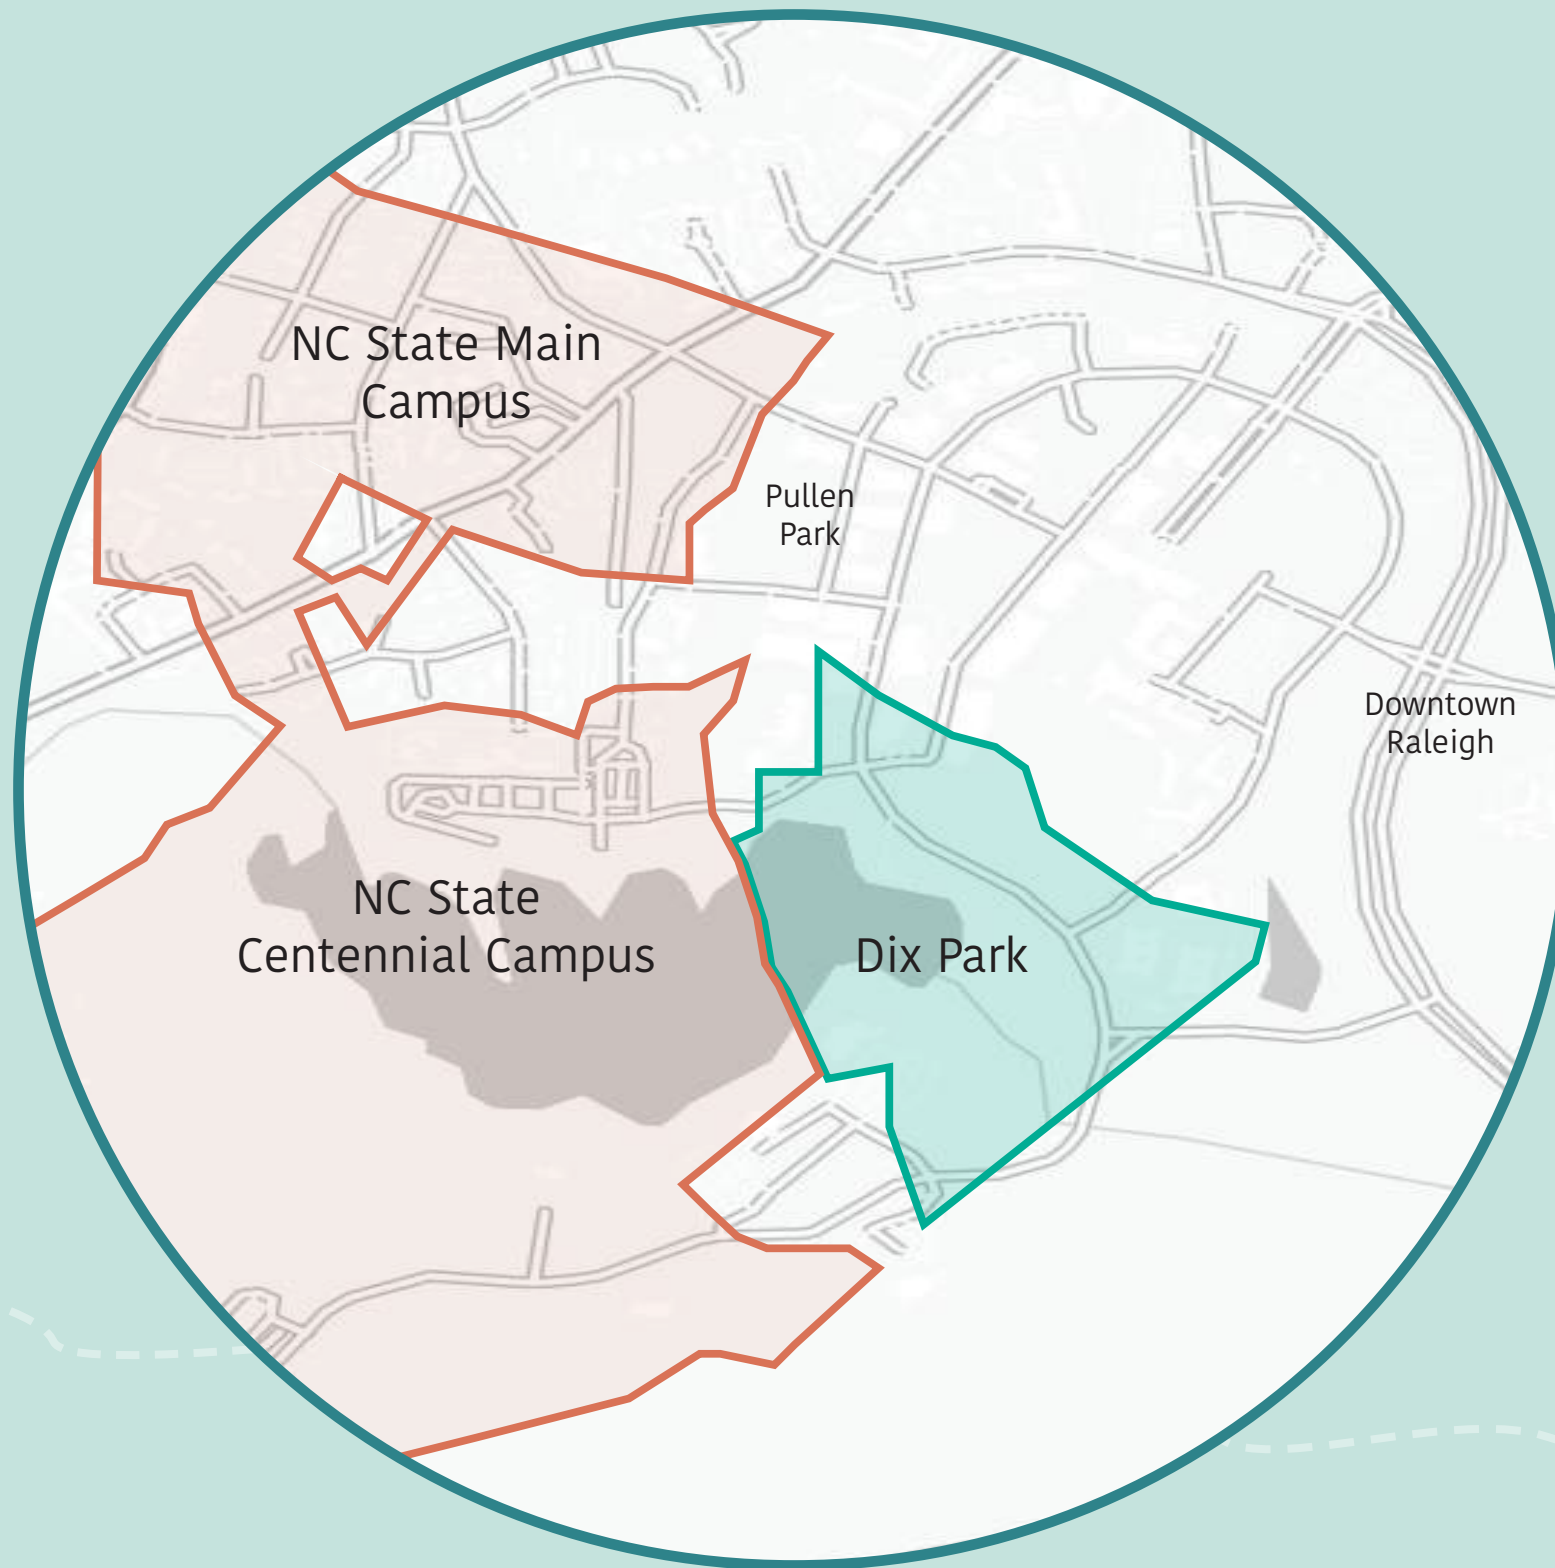 NC State Main
Campus
Pullen
Park
Downtown
Raleigh
NC State
Centennial Campus
Dix Park